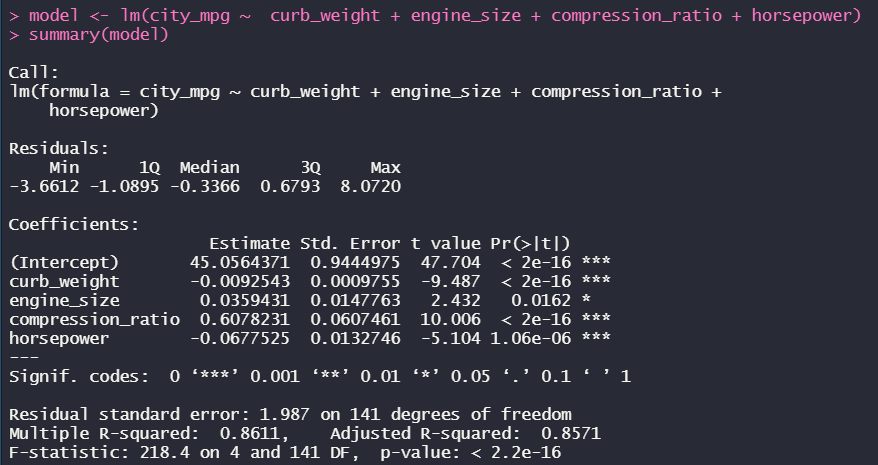 > model <- lm(city_mpg ~  curb_weight + engine_size + compression_ratio + horsepower)
> summary(model)

Call:
lm(formula = city_mpg ~ curb_weight + engine_size + compression_ratio +
    horsepower)

Residuals:
    Min      1Q  Median      3Q     Max
-3.6612 -1.0895 -0.3366  0.6793  8.0720

Coefficients:
                    Estimate Std. Error t value Pr(>|t|)
(Intercept)       45.0564371  0.9444975  47.704  < 2e-16 ***
curb_weight       -0.0092543  0.0009755  -9.487  < 2e-16 ***
engine_size        0.0359431  0.0147763   2.432   0.0162 *
compression_ratio  0.6078231  0.0607461  10.006  < 2e-16 ***
horsepower        -0.0677525  0.0132746  -5.104 1.06e-06 ***
---
Signif. codes:  0 ‘***’ 0.001 ‘**’ 0.01 ‘*’ 0.05 ‘.’ 0.1 ‘ ’ 1

Residual standard error: 1.987 on 141 degrees of freedom
Multiple R-squared:  0.8611,    Adjusted R-squared:  0.8571
F-statistic: 218.4 on 4 and 141 DF,  p-value: < 2.2e-16